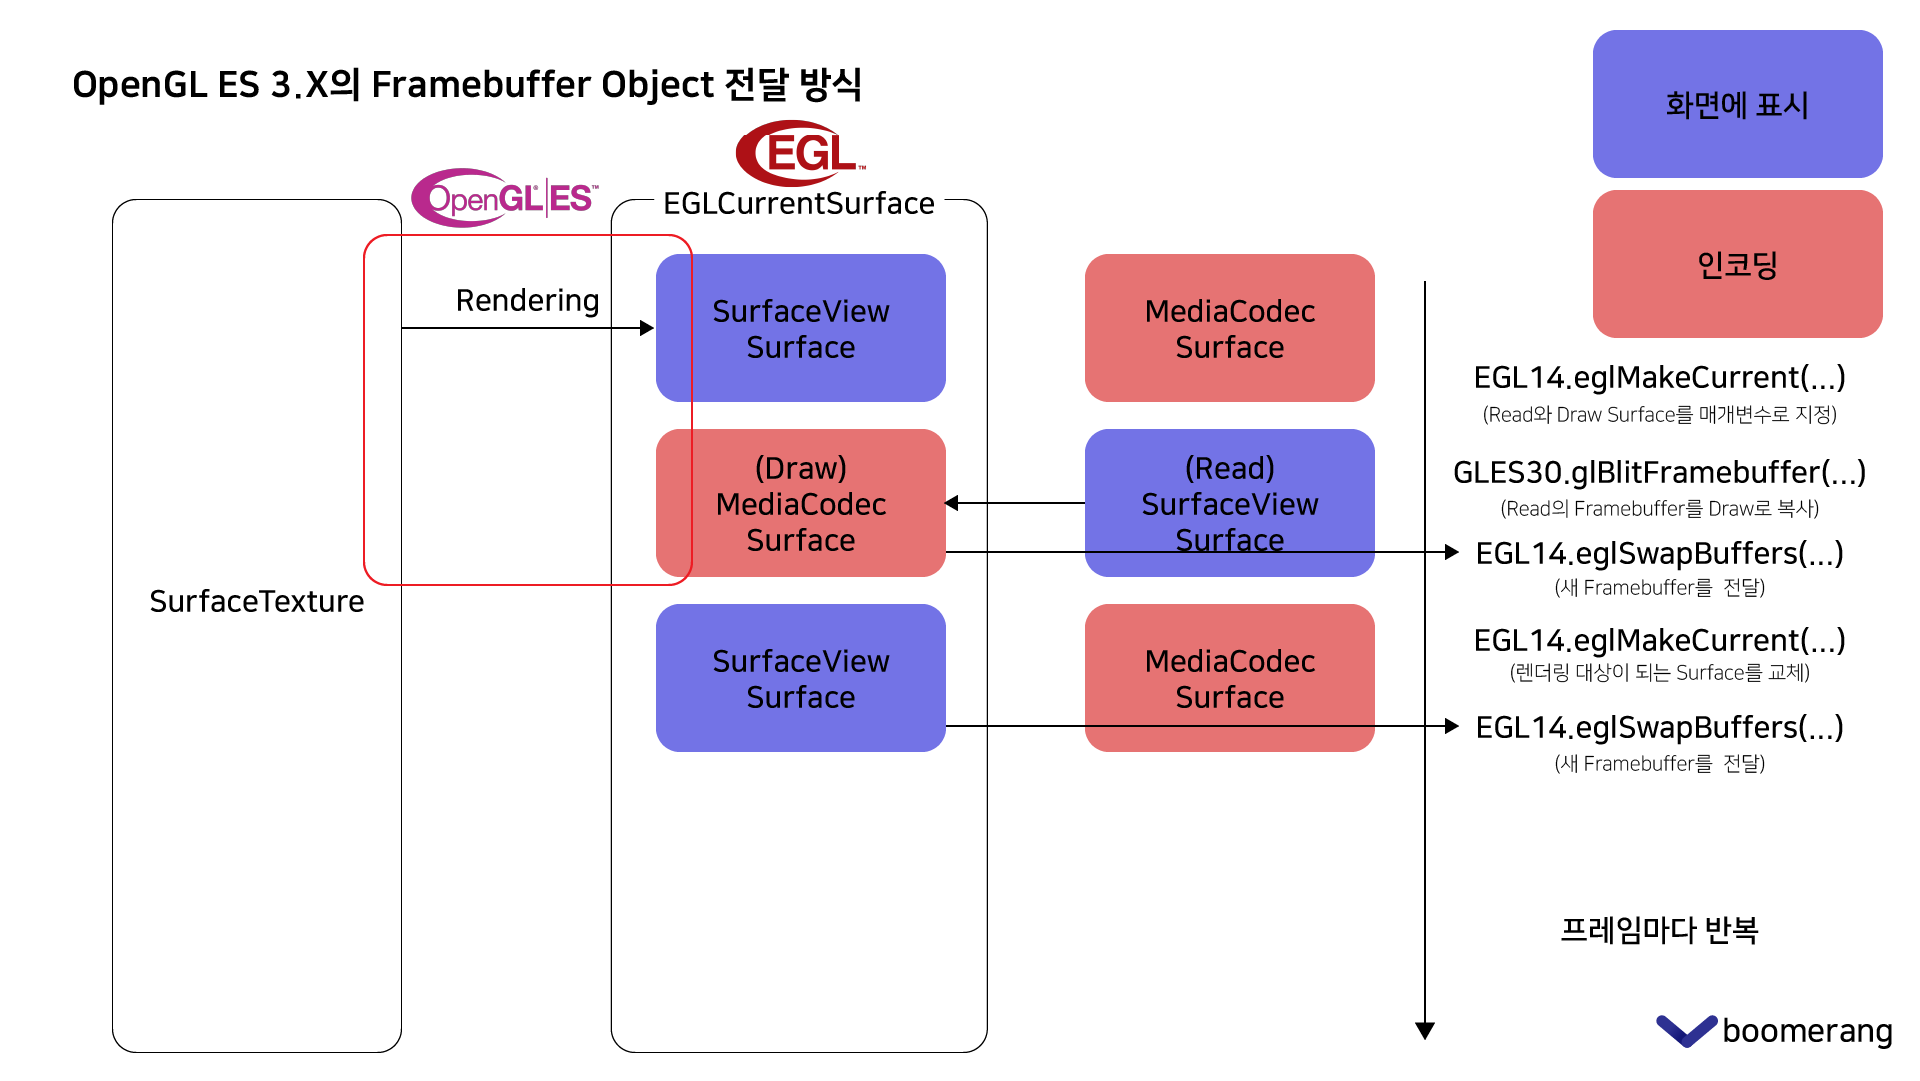 OpenGL ES 3.X의 Framebuffer Object 전달 방식
화면에 표시
인코딩
OpenGL|ES™
EGL™
EGLCurrentSurface
SurfaceTexture
Rendering
SurfaceView
Surface
MediaCodec
Surface
(Draw)
MediaCodec
Surface
(Read)
SurfaceView
Surface
SurfaceView
Surface
MediaCodec
Surface
EGL14.eglMakeCurrent(...)
(Read와 Draw Surface를 매개변수로 지정)
GLES30.glBlitFramebuffer(...)
(Read의 Framebuffer를 Draw로 복사)
EGL14.eglSwapBuffers(...)
(새 Framebuffer를 전달)
EGL14.eglMakeCurrent(...)
(렌더링 대상이 되는 Surface를 교체)
EGL14.eglSwapBuffers(...)
(새 Framebuffer를 전달)
프레임마다 반복
boomerang